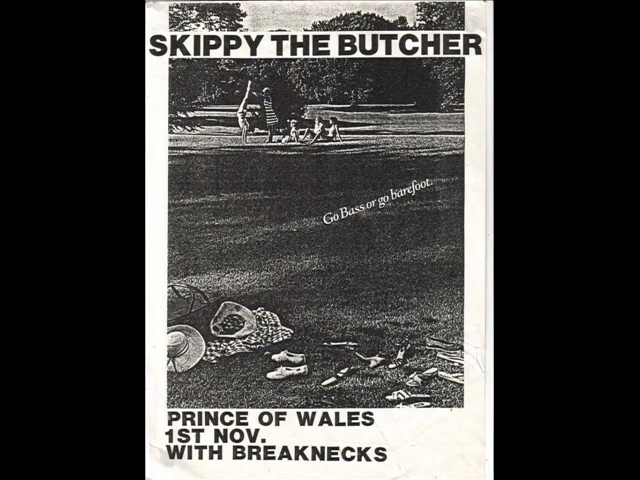 SKIPPY THE BUTCHER
Go Bass or go barefoot.
PRINCE OF WALES
1ST NOV.
WITH BREAKNECKS